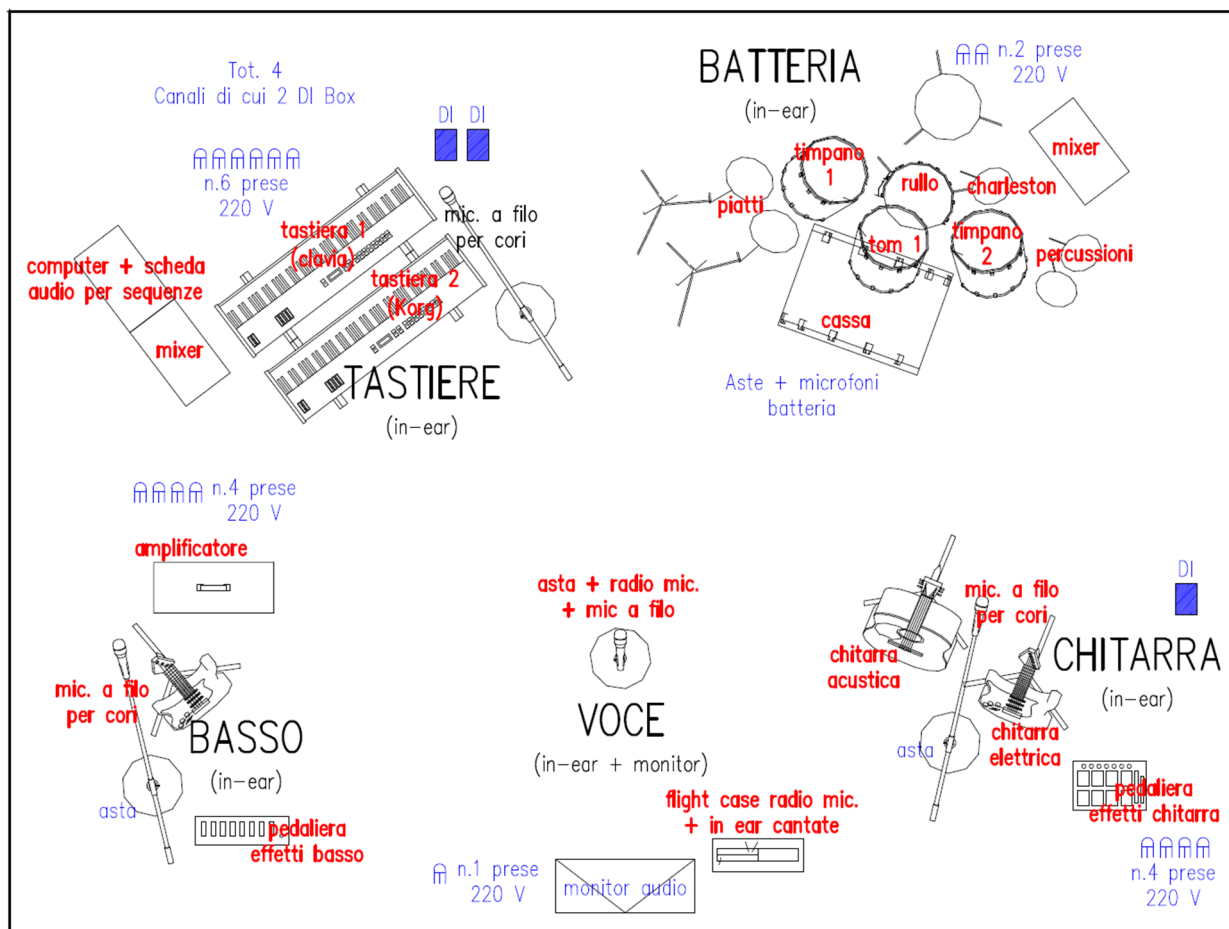 Tot. 4
Canali di cui 2 DI Box
DI DI
n.6 prese
220 V
tastiera 1
(clavia)
mic. a filo
per cori
computer + scheda
audio per sequenze
tastiera 2
(Korg)
mixer
TASTIERE
(in-ear)
BATTERIA
(in-ear)
n.2 prese
220 V
timpano
1
rullo
charleston
mixer
piatti
tom 1
timpano
2
percussioni
cassa
Aste + microfoni
batteria
n.4 prese
220 V
amplificatore
mic. a filo
per cori
BASSO
(in-ear)
asta
pedaliera
effetti basso
asta + radio mic.
+ mic a filo
VOCE
(in-ear + monitor)
flight case radio mic.
+ in ear cantate
n.1 prese
220 V
monitor audio
mic. a filo
per cori
DI
chitarra
acustica
CHITARRA
(in-ear)
asta
chitarra
elettrica
pedaliera
effetti chitarra
n.4 prese
220 V